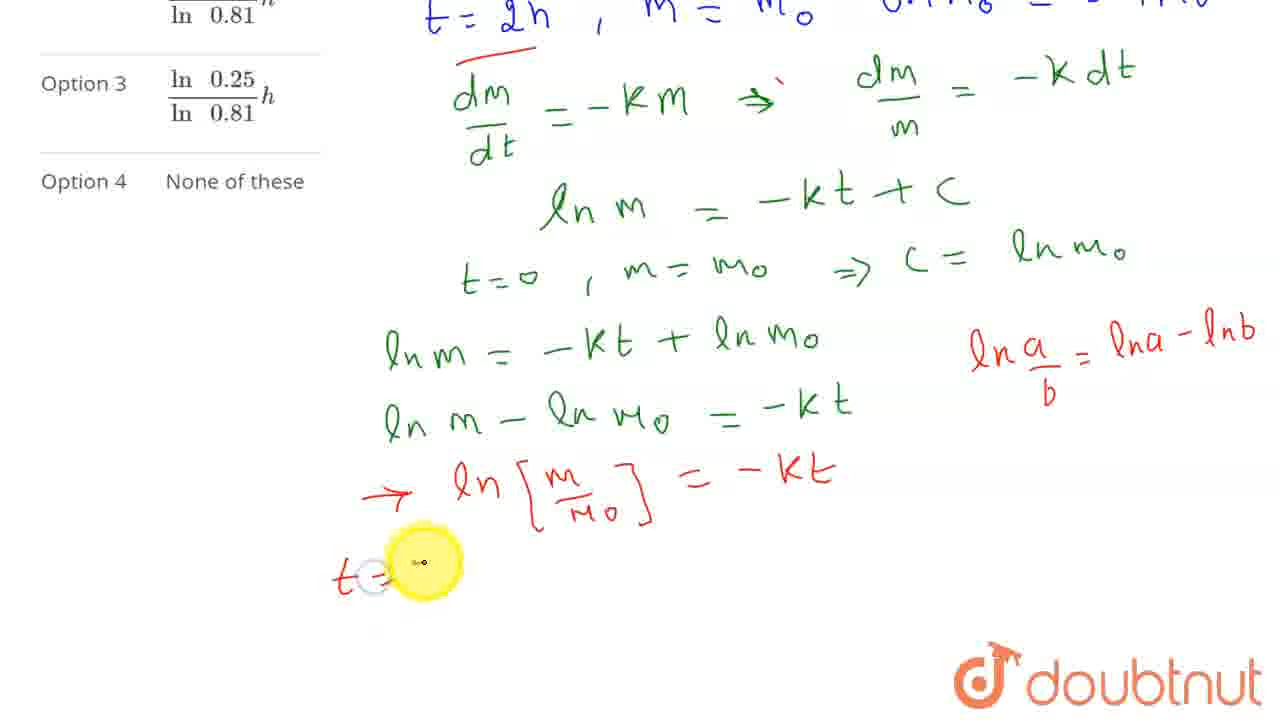 ln 0.81
t = 2h , m = m₀
Option 3
ln 0.25
ln 0.81 h
Option 4 None of these
dm/dt = -km ⇒ dm/m = -k dt
ln m = -kt + c
t=0 , m = m₀ ⇒ c = ln m₀
ln m = -kt + ln m₀
ln a/b = ln a - ln b
ln m - ln m₀ = -kt
→ ln [m/m₀] = -kt
t =
doubtnut